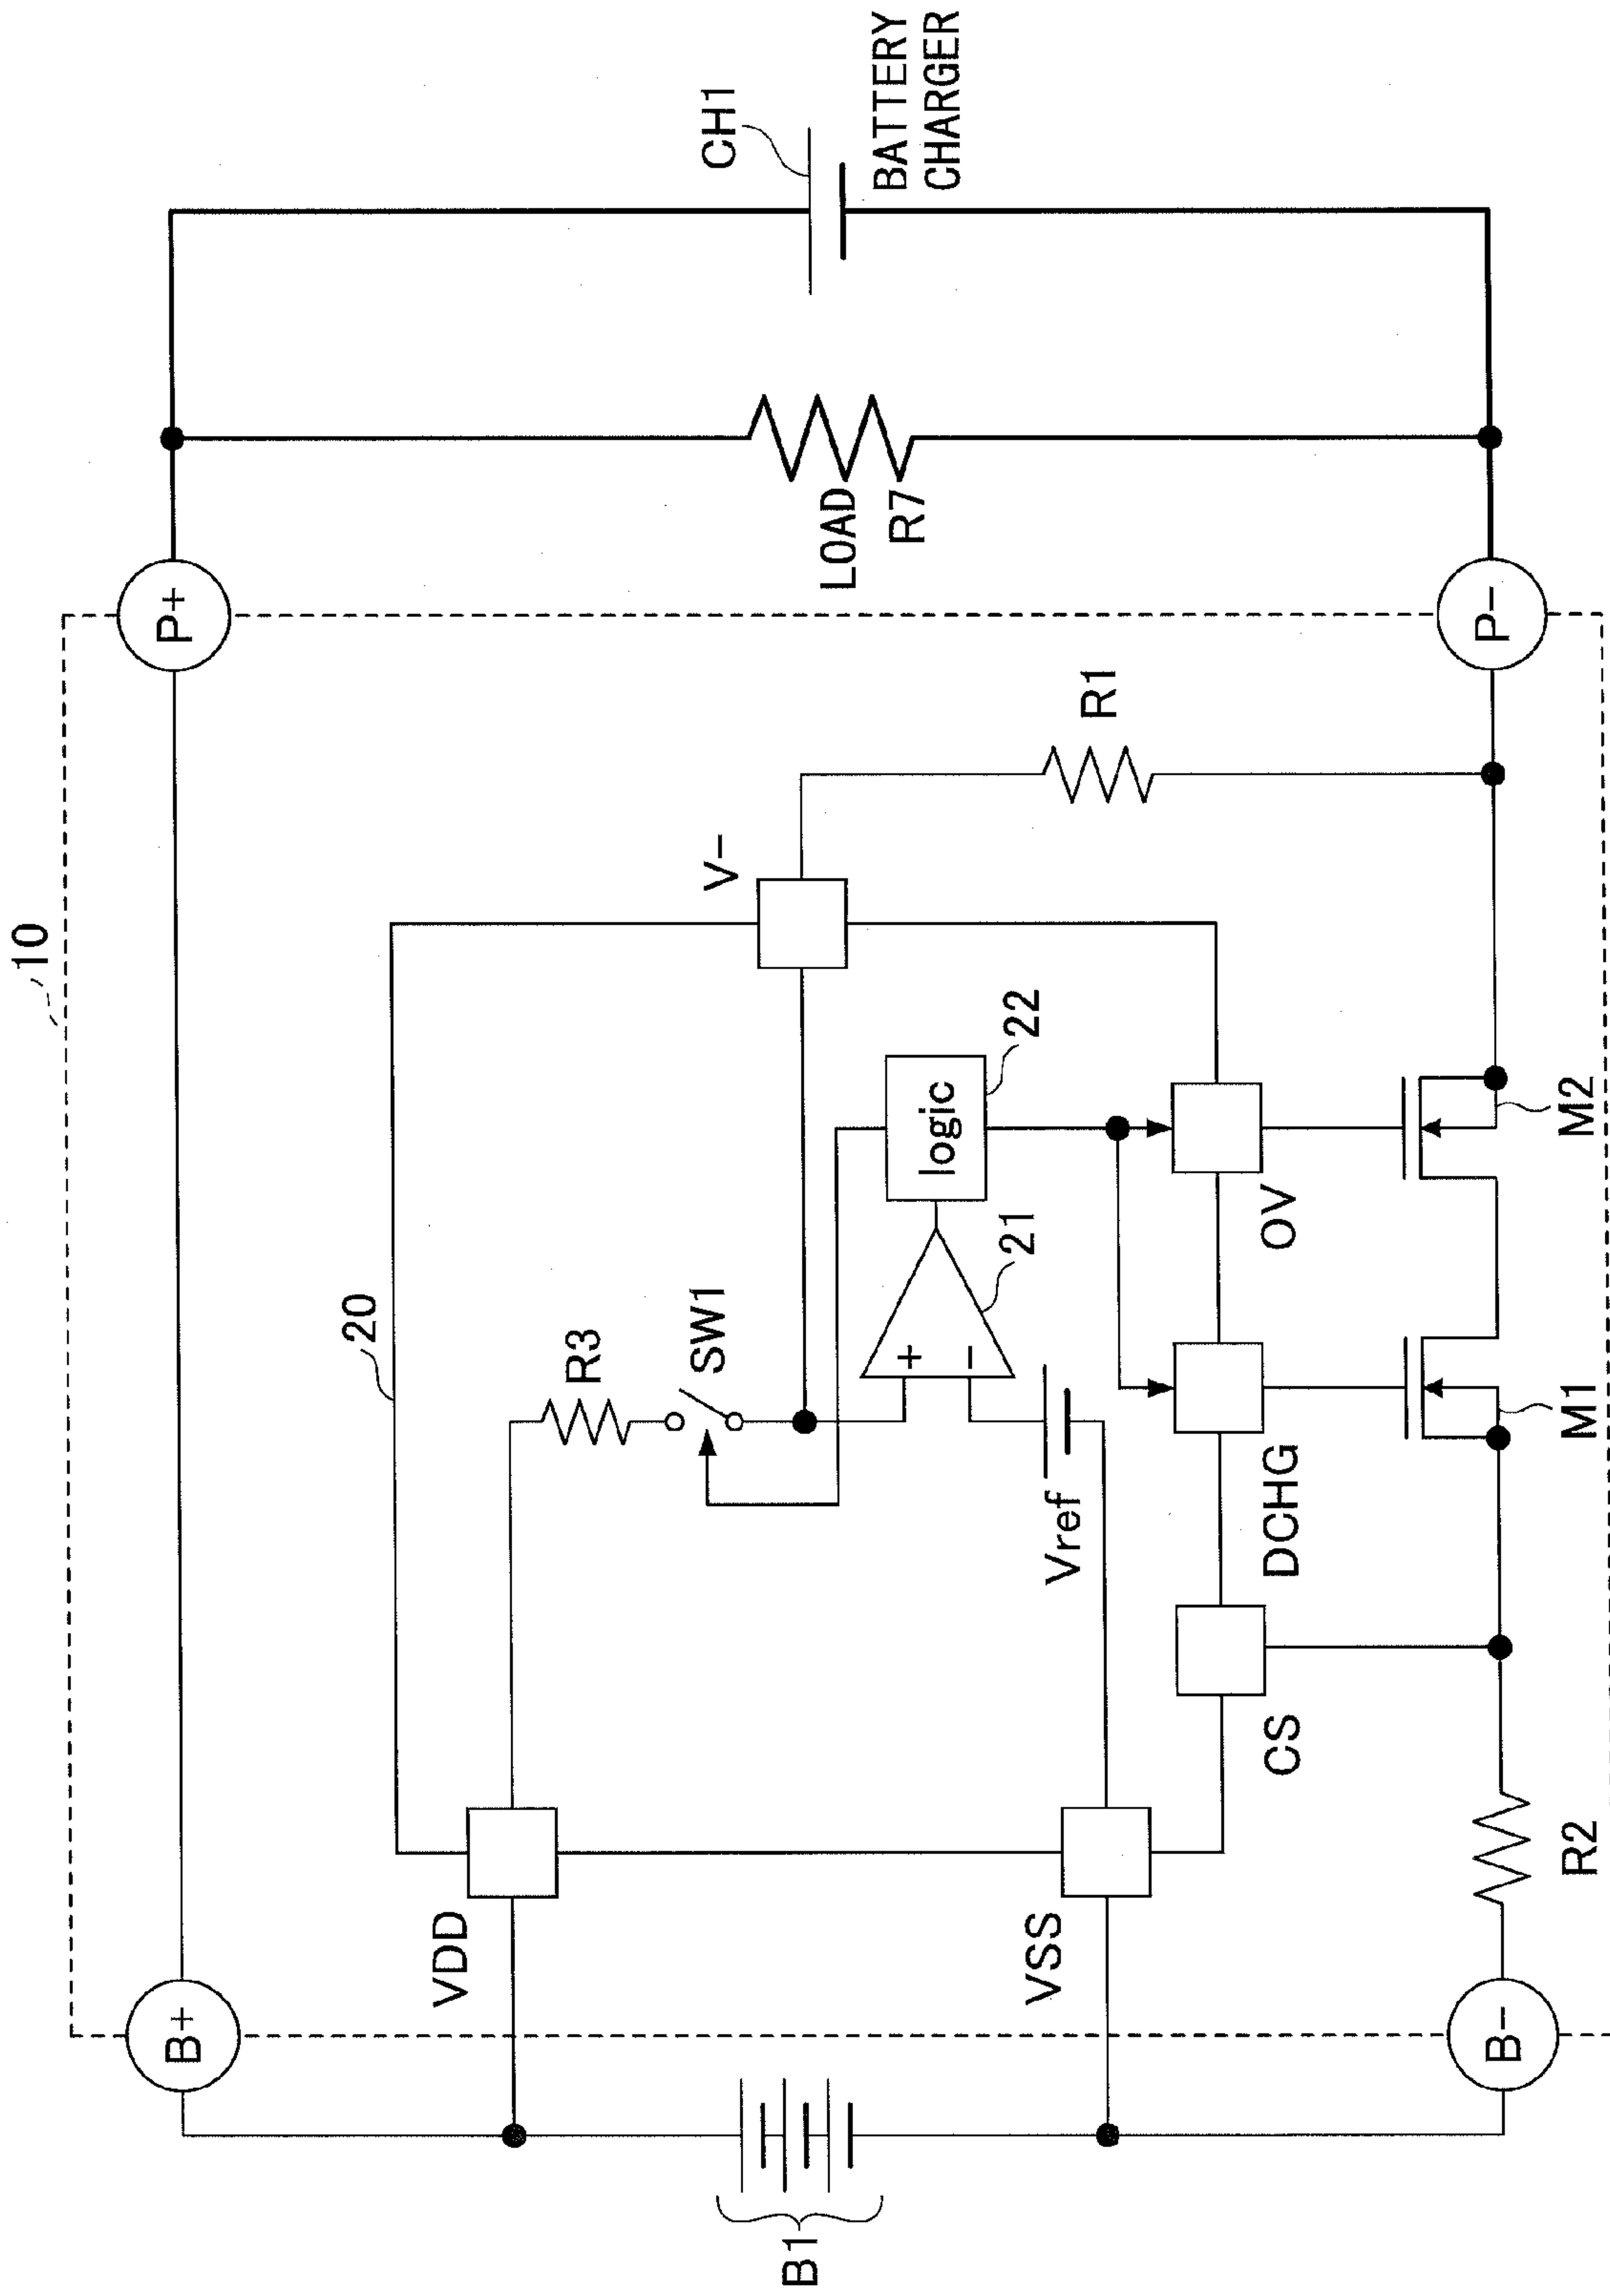 10
B+
P+
20
VDD
R3
SW1
V-
LOAD
R7
CH1
BATTERY
CHARGER
B1
VSS
Vref
+
-
21
logic
22
R1
CS
DCHG
OV
B-
R2
M1
M2
P-